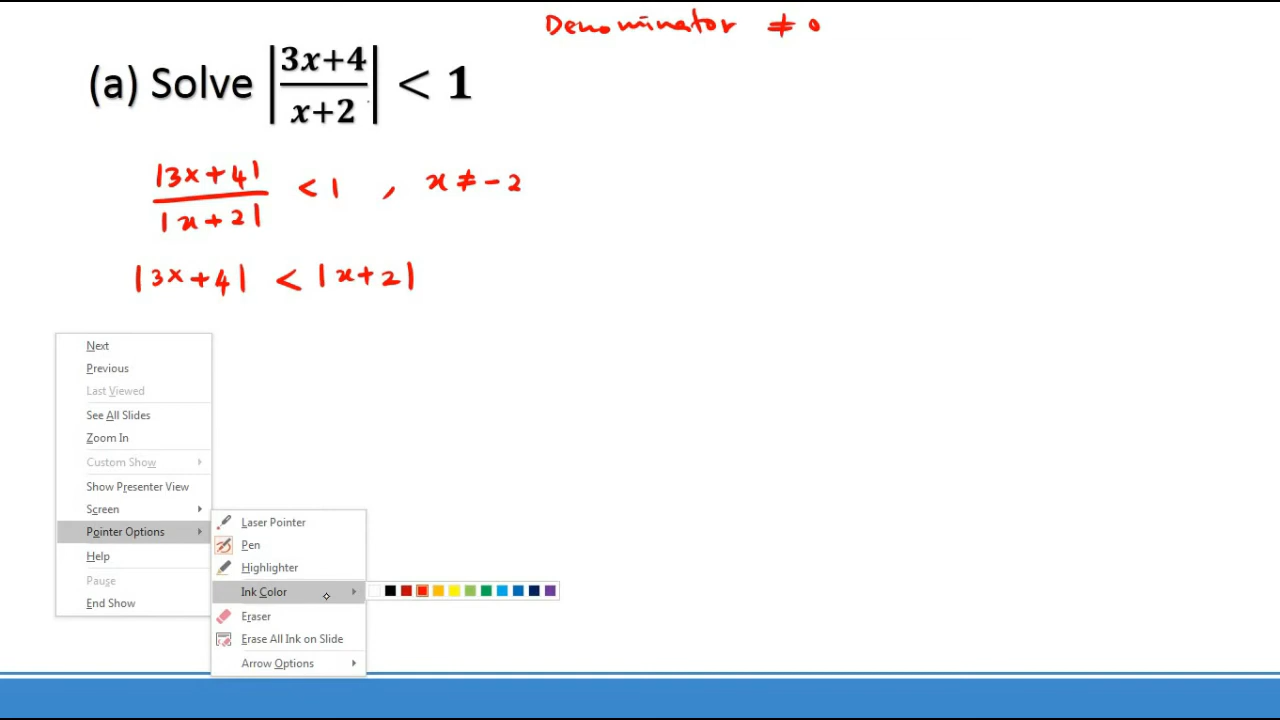 Denominator ≠ 0
(a) Solve |3x+4 / x+2| < 1
|3x+4| / |x+2| < 1 , x ≠ -2
|3x+4| < |x+2|
Next
Previous
Last Viewed
See All Slides
Zoom In
Custom Show
Show Presenter View
Screen
Pointer Options
Help
Pause
End Show
Laser Pointer
Pen
Highlighter
Ink Color
Eraser
Erase All Ink on Slide
Arrow Options